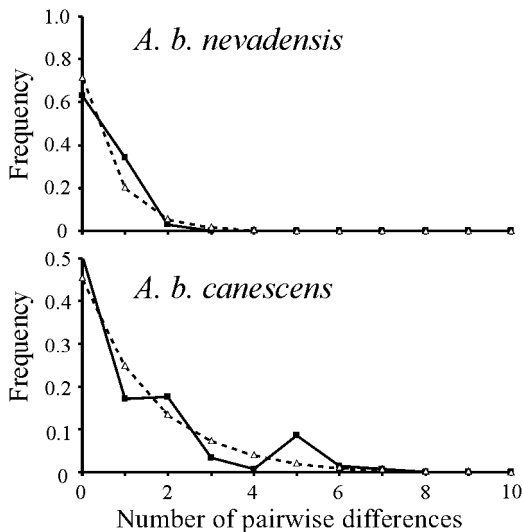 1.0
A. b. nevadensis
0.8
0.6
0.4
0.2
0
Frequency
0.5
A. b. canescens
0.4
0.3
0.2
0.1
0
Frequency
0 2 4 6 8 10
Number of pairwise differences